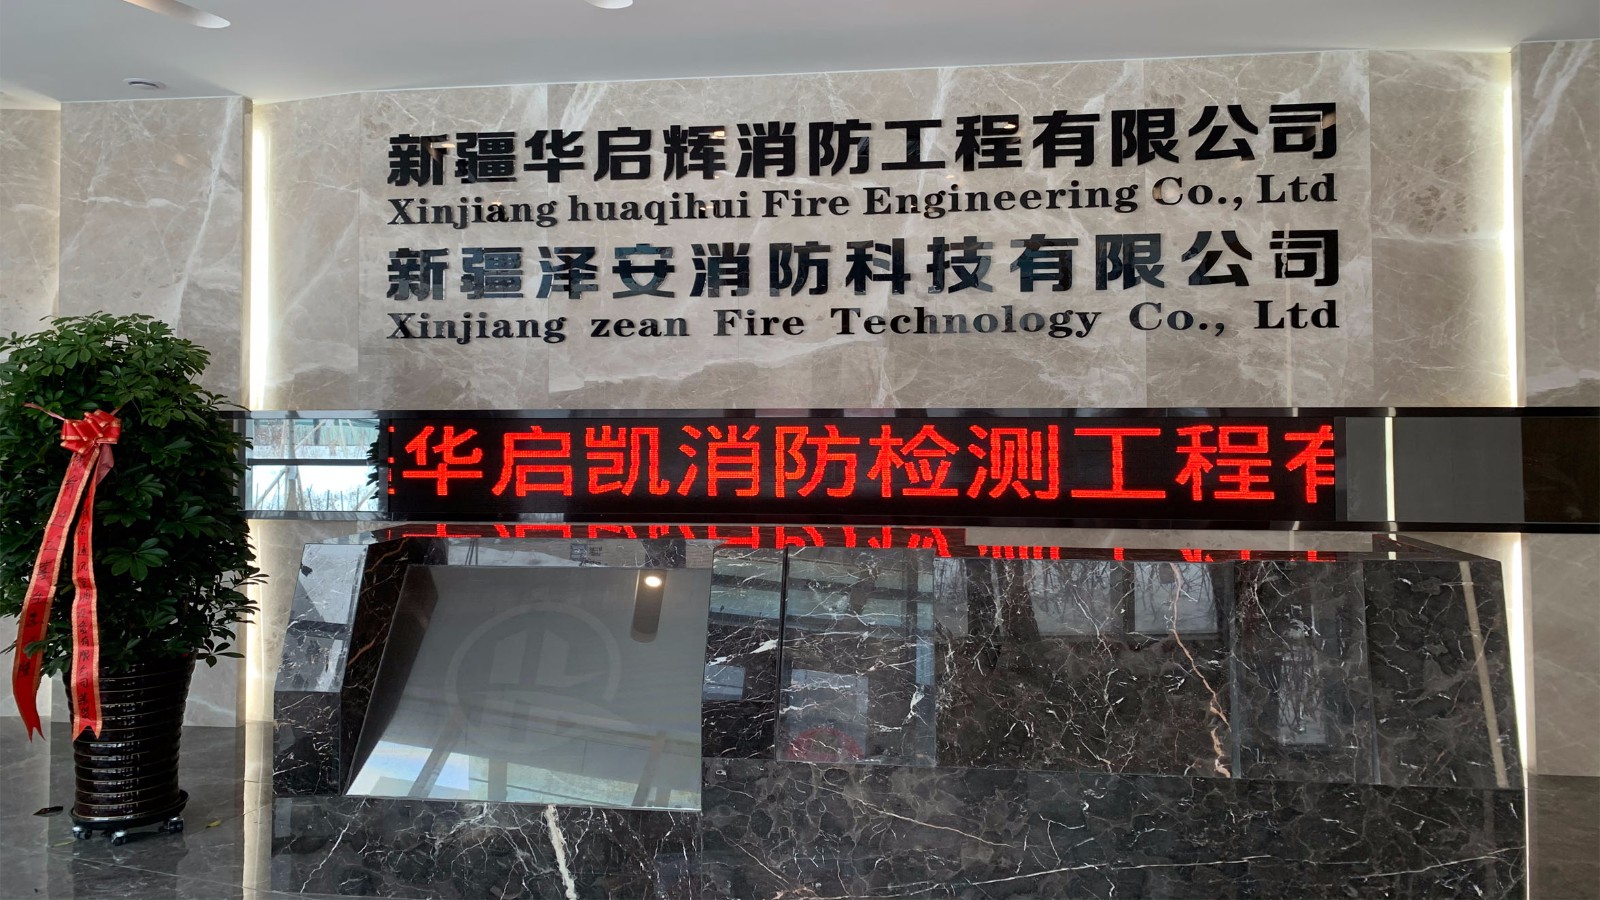 新疆华启辉消防工程有限公司
Xinjiang huaqihui Fire Engineering Co., Ltd
新疆泽安消防科技有限公司
Xinjiang zean Fire Technology Co., Ltd
华启凯消防检测工程有